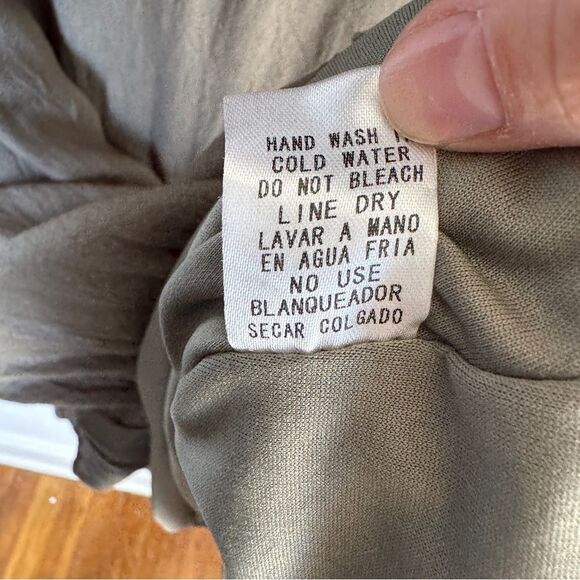 HAND WASH
COLD WATER
DO NOT BLEACH
LINE DRY
LAVAR A MANO
EN AGUA FRIA
NO USE
BLANQUEADOR
SECAR COLGADO